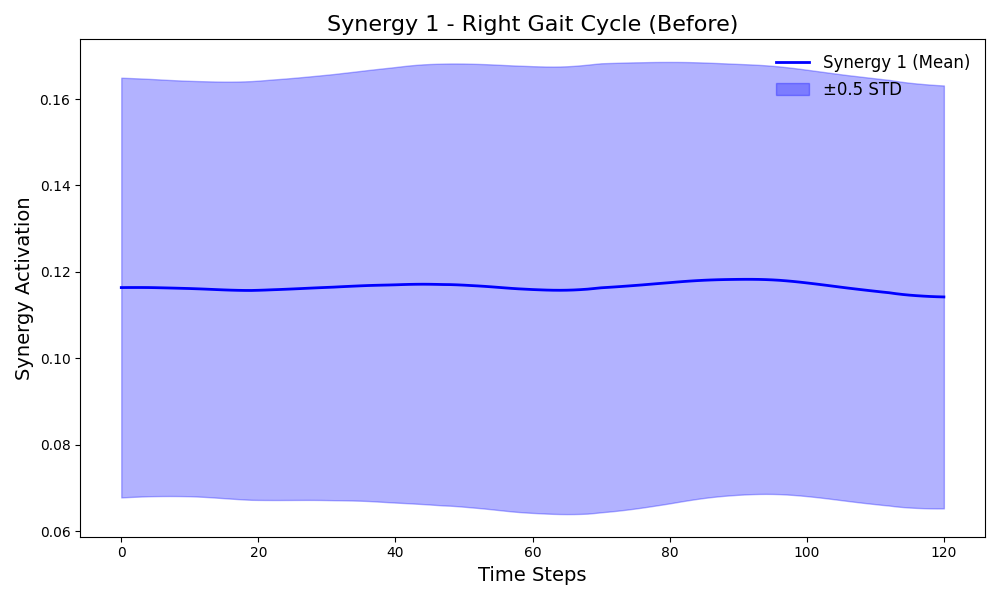 Synergy 1 - Right Gait Cycle (Before)
Synergy 1 (Mean)
±0.5 STD
Synergy Activation
0.16
0.14
0.12
0.10
0.08
0.06
0 20 40 60 80 100 120
Time Steps